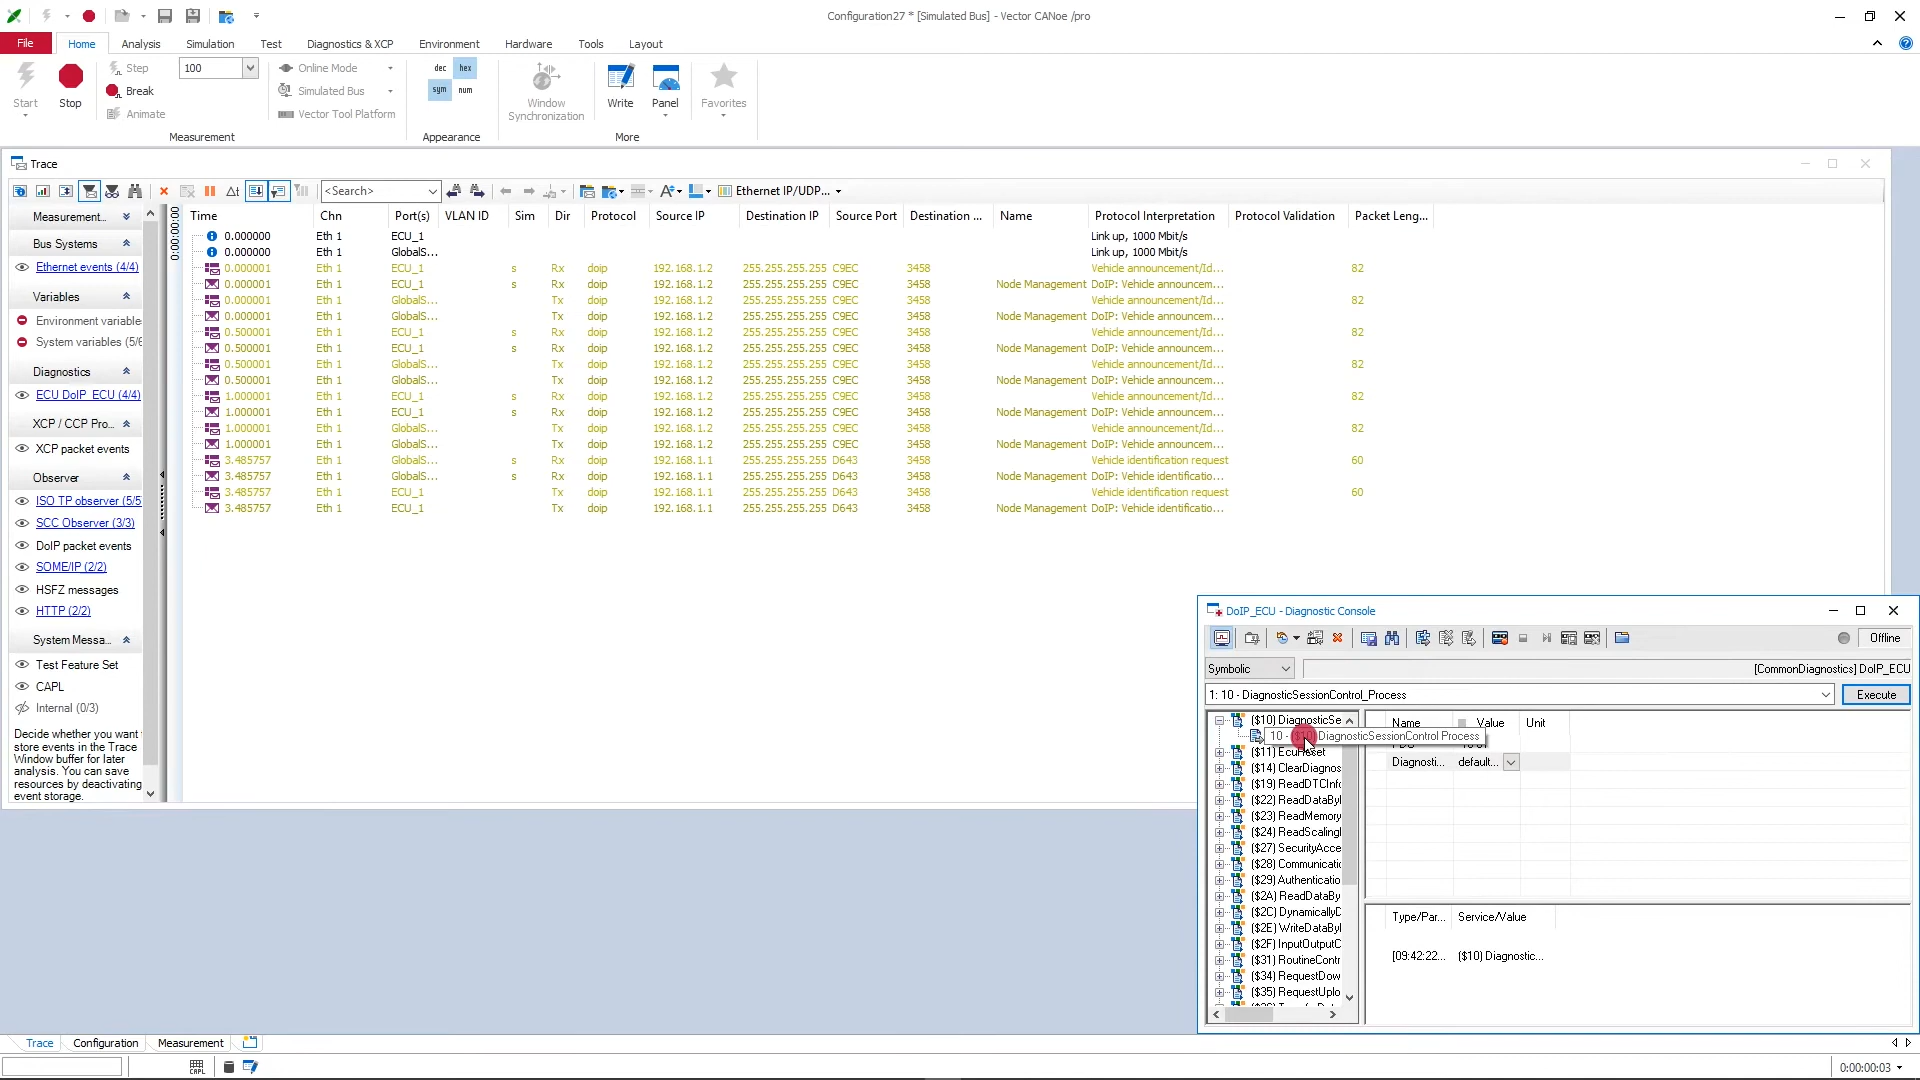 Configuration27 * [Simulated Bus] - Vector CANoe /pro
File Home Analysis Simulation Test Diagnostics & XCP Environment Hardware Tools Layout
Start
Stop
Step 100
Break
Animate
Online Mode
Simulated Bus
Vector Tool Platform
dec hex
sym num
Window Synchronization
Write
Panel
Favorites
Measurement Appearance More
Trace
<Search>
Ethernet IP/UDP...
0:00:00:00
Measurement...
Bus Systems
Ethernet events (4/4)
Variables
Environment variable
System variables (5/6
Diagnostics
ECU DoIP_ECU (4/4)
XCP / CCP Pro...
XCP packet events
Observer
ISO TP observer (5/5
SCC Observer (3/3)
DoIP packet events
SOME/IP (2/2)
HSFZ messages
HTTP (2/2)
System Messa...
Test Feature Set
CAPL
Internal (0/3)
Decide whether you want
store events in the Trace
Window buffer for later
analysis. You can save
resources by deactivating
event storage.
Time Chn Port(s) VLAN ID Sim Dir Protocol Source IP Destination IP Source Port Destination ... Name Protocol Interpretation Protocol Validation Packet Leng...
0.000000 Eth 1 ECU_1 Link up, 1000 Mbit/s
0.000000 Eth 1 GlobalS... Link up, 1000 Mbit/s
0.000001 Eth 1 ECU_1 s Rx doip 192.168.1.2 255.255.255.255 C9EC 3458 Vehicle announcement/Id... 82
0.000001 Eth 1 ECU_1 s Rx doip 192.168.1.2 255.255.255.255 C9EC 3458 Node Management DoIP: Vehicle announcem...
0.000001 Eth 1 GlobalS... Tx doip 192.168.1.2 255.255.255.255 C9EC 3458 Vehicle announcement/Id... 82
0.000001 Eth 1 GlobalS... Tx doip 192.168.1.2 255.255.255.255 C9EC 3458 Node Management DoIP: Vehicle announcem...
0.500001 Eth 1 ECU_1 s Rx doip 192.168.1.2 255.255.255.255 C9EC 3458 Vehicle announcement/Id... 82
0.500001 Eth 1 ECU_1 s Rx doip 192.168.1.2 255.255.255.255 C9EC 3458 Node Management DoIP: Vehicle announcem...
0.500001 Eth 1 GlobalS... Tx doip 192.168.1.2 255.255.255.255 C9EC 3458 Vehicle announcement/Id... 82
0.500001 Eth 1 GlobalS... Tx doip 192.168.1.2 255.255.255.255 C9EC 3458 Node Management DoIP: Vehicle announcem...
1.000001 Eth 1 ECU_1 s Rx doip 192.168.1.2 255.255.255.255 C9EC 3458 Vehicle announcement/Id... 82
1.000001 Eth 1 ECU_1 s Rx doip 192.168.1.2 255.255.255.255 C9EC 3458 Node Management DoIP: Vehicle announcem...
1.000001 Eth 1 GlobalS... Tx doip 192.168.1.2 255.255.255.255 C9EC 3458 Vehicle announcement/Id... 82
1.000001 Eth 1 GlobalS... Tx doip 192.168.1.2 255.255.255.255 C9EC 3458 Node Management DoIP: Vehicle announcem...
3.485757 Eth 1 GlobalS... s Rx doip 192.168.1.1 255.255.255.255 D643 3458 Vehicle identification request 60
3.485757 Eth 1 GlobalS... s Rx doip 192.168.1.1 255.255.255.255 D643 3458 Node Management DoIP: Vehicle identificatio...
3.485757 Eth 1 ECU_1 Tx doip 192.168.1.1 255.255.255.255 D643 3458 Vehicle identification request 60
3.485757 Eth 1 ECU_1 Tx doip 192.168.1.1 255.255.255.255 D643 3458 Node Management DoIP: Vehicle identificatio...
DoIP_ECU - Diagnostic Console
Offline
Symbolic [CommonDiagnostics] DoIP_ECU
1: 10 - DiagnosticSessionControl_Process Execute
($10) DiagnosticSe
10 - ($10) DiagnosticSessionControl Process
($11) EcuReset
($14) ClearDiagnos
($19) ReadDTCInfo
($22) ReadDataByI
($23) ReadMemory
($24) ReadScalingI
($27) SecurityAcce
($28) Communicatio
($29) Authenticatio
($2A) ReadDataBy
($2C) DynamicallyD
($2E) WriteDataByI
($2F) InputOutputC
($31) RoutineContr
($34) RequestDow
($35) RequestUplo
Name Value Unit
Diagnosti... default...
Type/Par... Service/Value
[09:42:22... ($10) Diagnostic...
Trace Configuration Measurement
CAPL
0:00:00:03